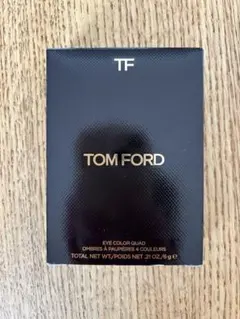 TF
TOM FORD
EYE COLOR QUAD
OMBRES À PAUPIÈRES 4 COULEURS
TOTAL NET WT./POIDS NET .21 OZ./6 g ℮